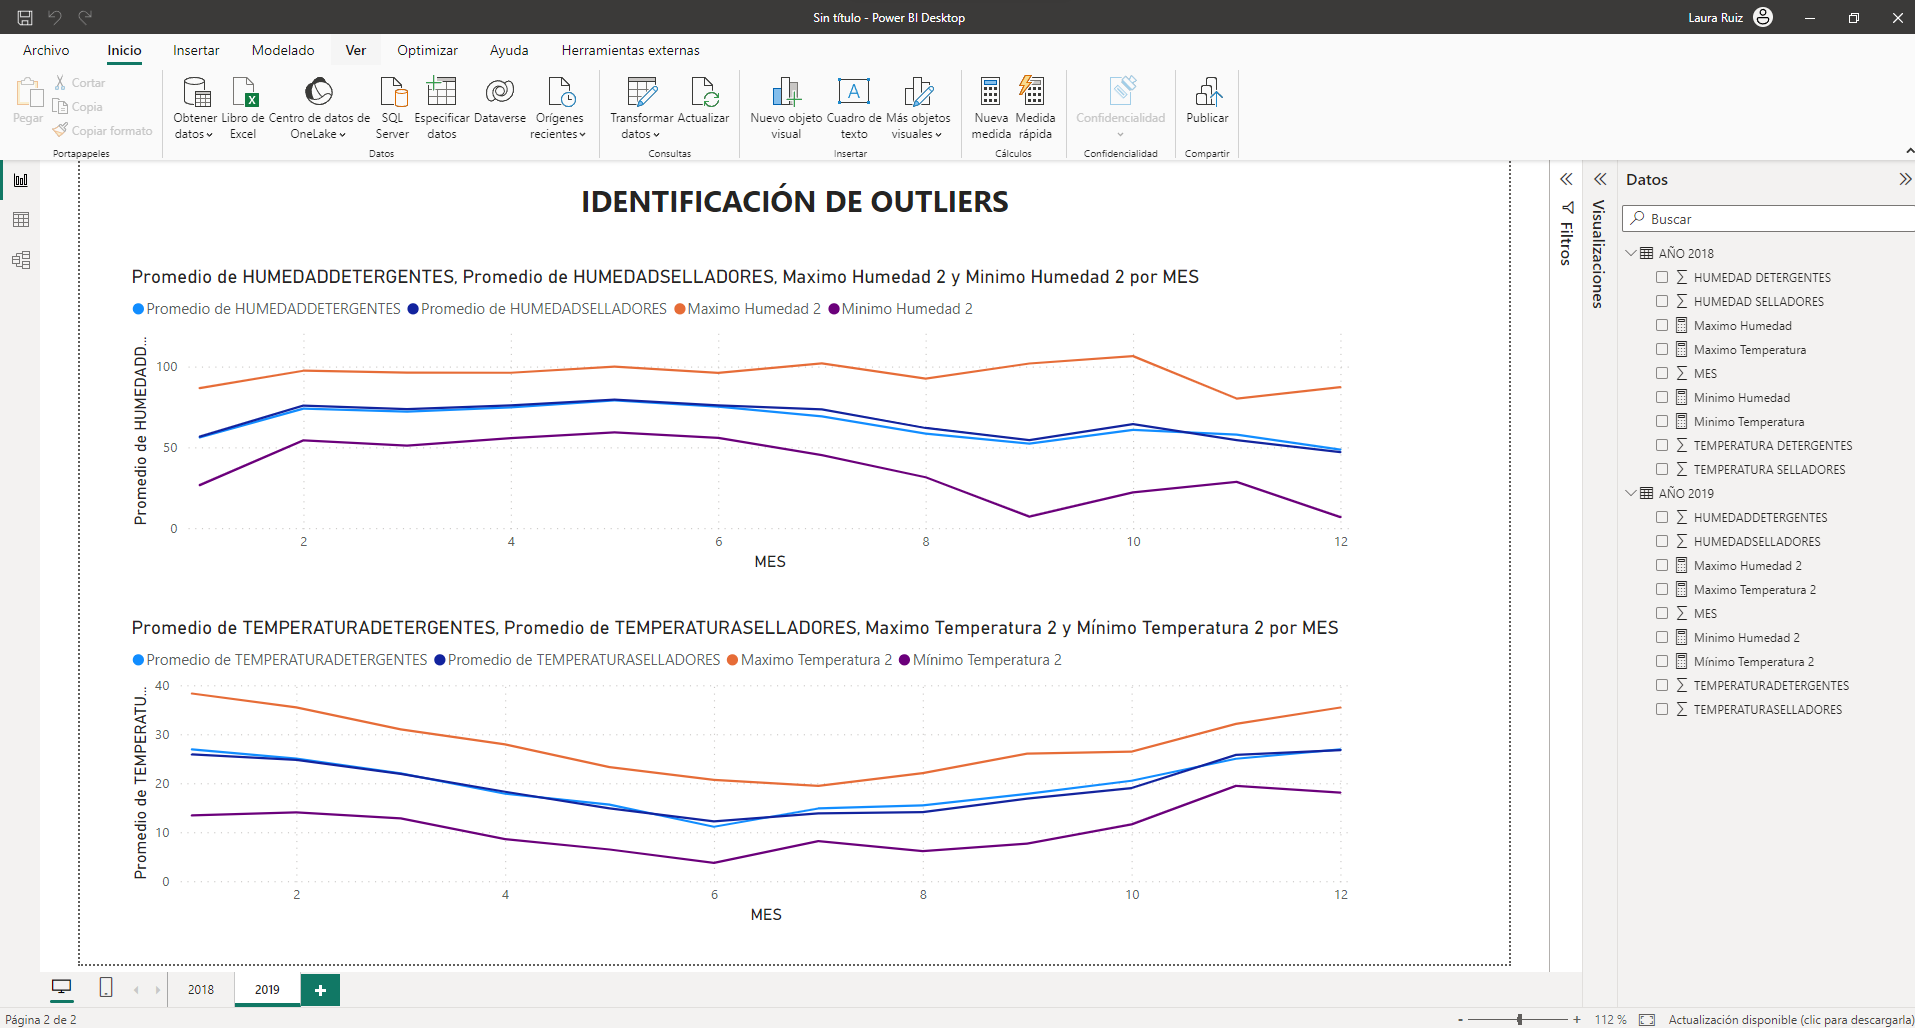 Sin título - Power BI Desktop
Laura Ruiz
Archivo Inicio Insertar Modelado Ver Optimizar Ayuda Herramientas externas
Pegar
Cortar
Copia
Copiar formato
Portapapeles
Obtener datos
Libro de Excel
Centro de datos de OneLake
SQL Server
Especificar datos
Dataverse
Orígenes recientes
Datos
Transformar datos
Actualizar
Consultas
Nuevo objeto visual
Cuadro de texto
Más objetos visuales
Insertar
Nueva medida
Medida rápida
Cálculos
Confidencialidad
Confidencialidad
Publicar
Compartir
IDENTIFICACIÓN DE OUTLIERS
Promedio de HUMEDADDETERGENTES, Promedio de HUMEDADSELLADORES, Maximo Humedad 2 y Minimo Humedad 2 por MES
Promedio de HUMEDADDETERGENTES Promedio de HUMEDADSELLADORES Maximo Humedad 2 Minimo Humedad 2
Promedio de HUMEDADD...
100
50
0
2 4 6 8 10 12
MES
Promedio de TEMPERATURADETERGENTES, Promedio de TEMPERATURASELLADORES, Maximo Temperatura 2 y Mínimo Temperatura 2 por MES
Promedio de TEMPERATURADETERGENTES Promedio de TEMPERATURASELLADORES Maximo Temperatura 2 Mínimo Temperatura 2
Promedio de TEMPERATU...
40
30
20
10
0
2 4 6 8 10 12
MES
Filtros
Visualizaciones
Datos
Buscar
AÑO 2018
HUMEDAD DETERGENTES
HUMEDAD SELLADORES
Maximo Humedad
Maximo Temperatura
MES
Minimo Humedad
Minimo Temperatura
TEMPERATURA DETERGENTES
TEMPERATURA SELLADORES
AÑO 2019
HUMEDADDETERGENTES
HUMEDADSELLADORES
Maximo Humedad 2
Maximo Temperatura 2
MES
Minimo Humedad 2
Mínimo Temperatura 2
TEMPERATURADETERGENTES
TEMPERATURASELLADORES
2018 2019 +
Página 2 de 2
- + 112 % Actualización disponible (clic para descargarla)